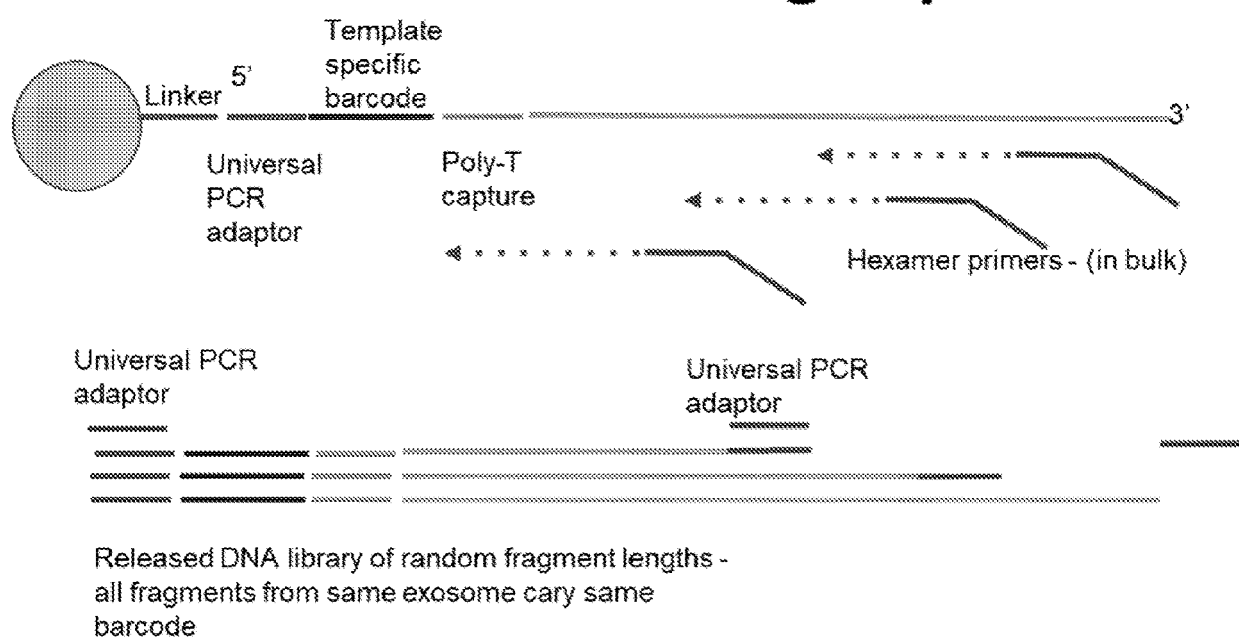 Template
specific
barcode
5'
Linker
3'
Universal
PCR
adaptor
Poly-T
capture
Hexamer primers - (in bulk)
Universal PCR
adaptor
Universal PCR
adaptor
Released DNA library of random fragment lengths -
all fragments from same exosome cary same
barcode